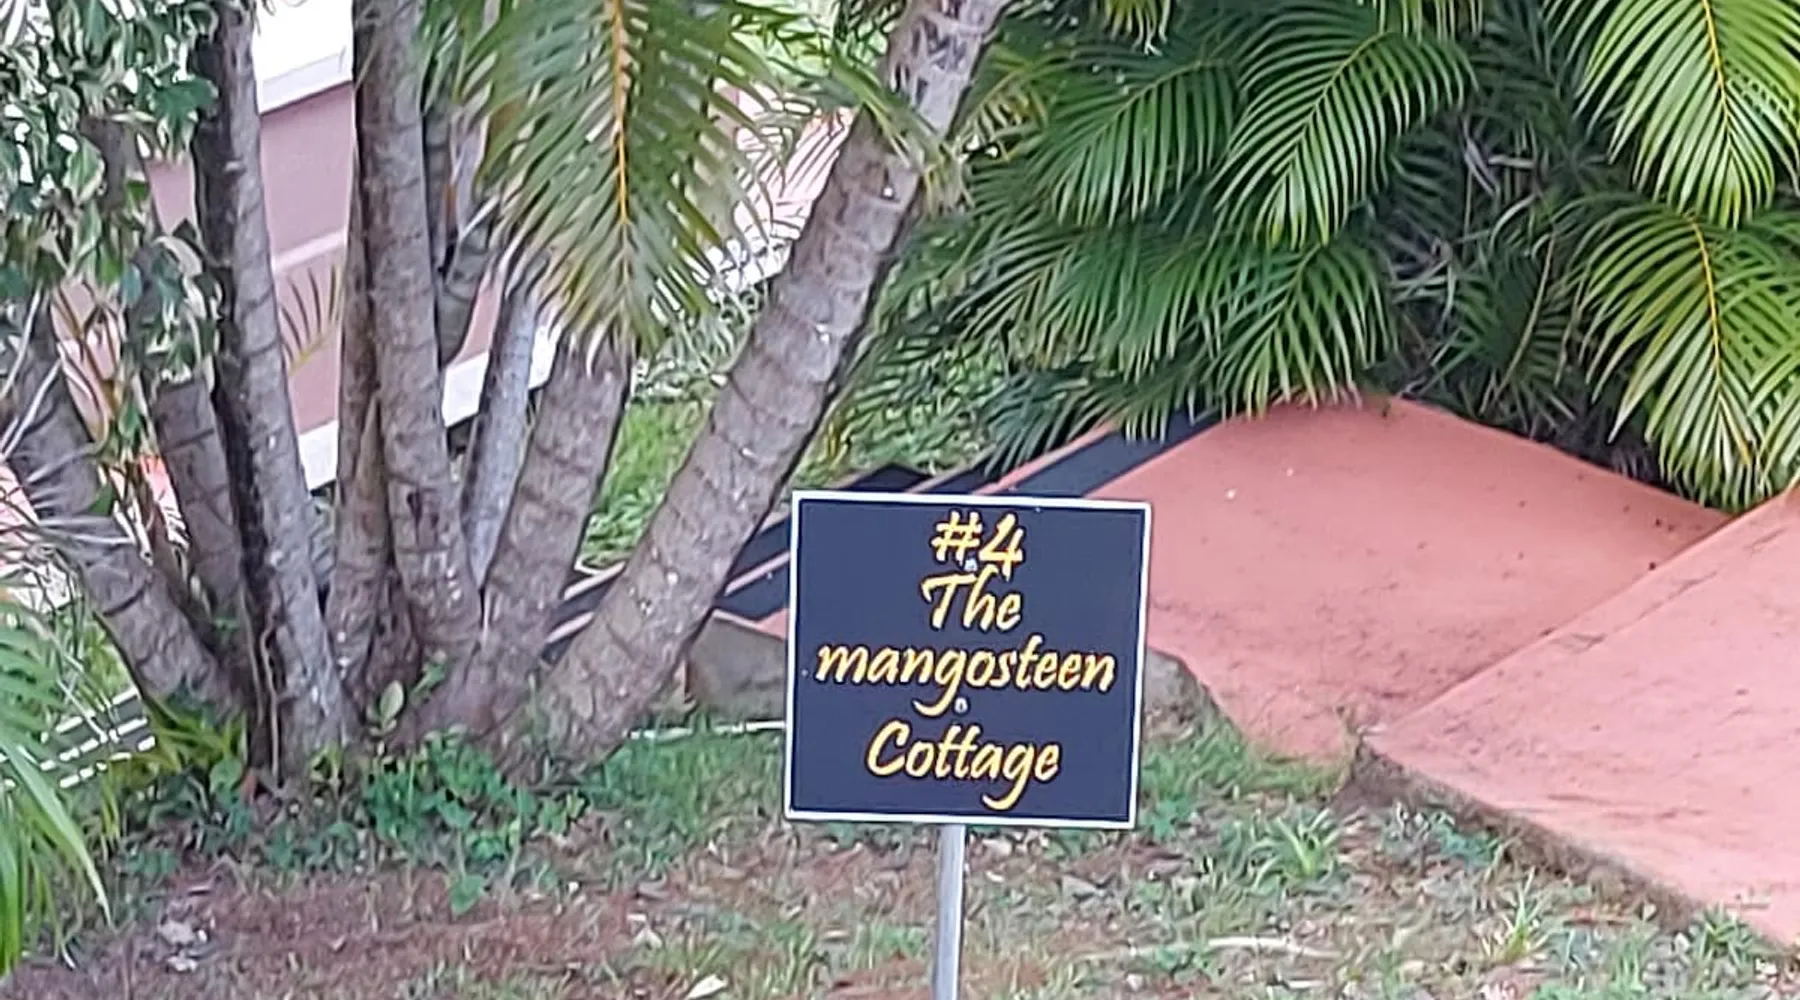 #4
The
mangosteen
Cottage